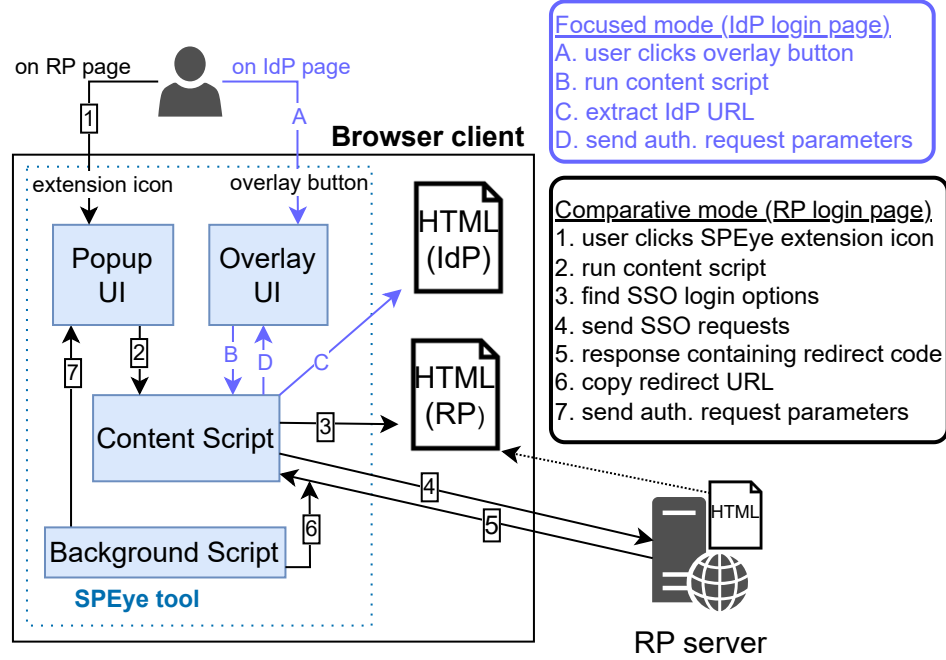 on RP page
on IdP page
1
A
Browser client
extension icon
overlay button
Popup
UI
Overlay
UI
HTML
(IdP)
2
7
B
D
C
HTML
(RP)
Content Script
3
4
5
6
Background Script
SPEye tool
HTML
RP server
Focused mode (IdP login page)
A. user clicks overlay button
B. run content script
C. extract IdP URL
D. send auth. request parameters
Comparative mode (RP login page)
1. user clicks SPEye extension icon
2. run content script
3. find SSO login options
4. send SSO requests
5. response containing redirect code
6. copy redirect URL
7. send auth. request parameters